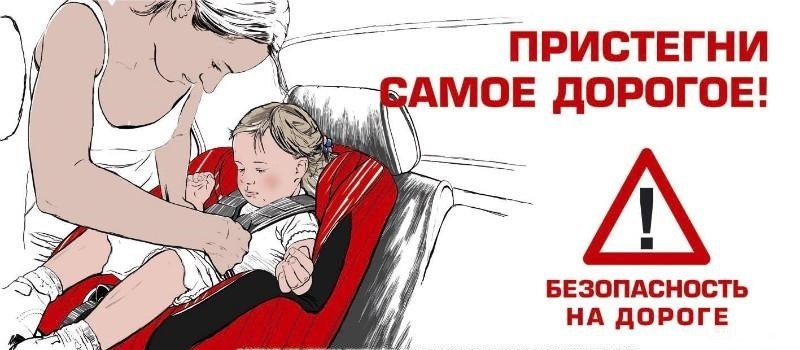 ПРИСТЕГНИ
САМОЕ ДОРОГОЕ!
!
БЕЗОПАСНОСТЬ
НА ДОРОГЕ